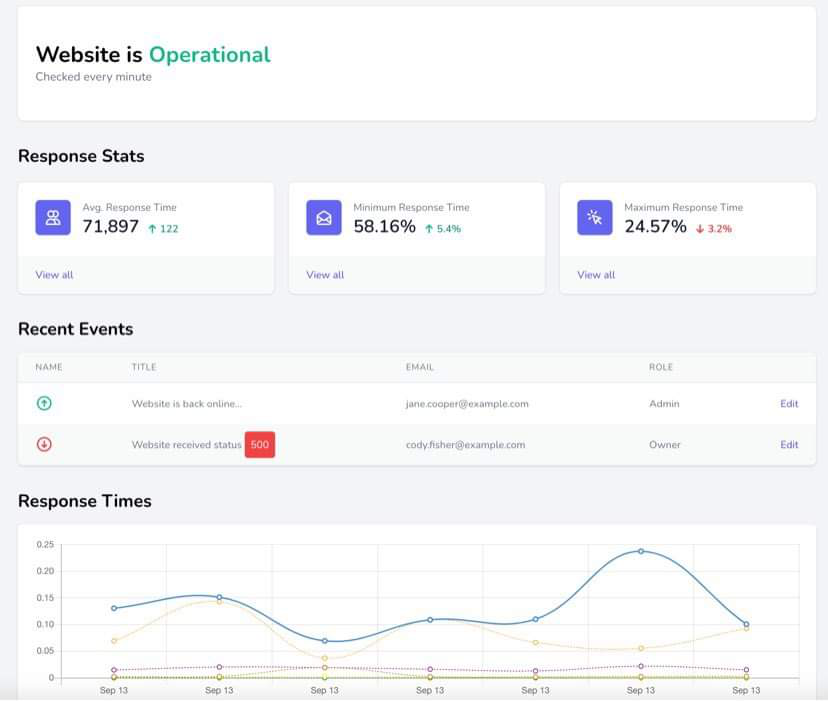 Website is Operational
Checked every minute
Response Stats
Avg. Response Time
71,897 122
View all
Minimum Response Time
58.16% 5.4%
View all
Maximum Response Time
24.57% 3.2%
View all
Recent Events
NAME TITLE EMAIL ROLE
Website is back online... jane.cooper@example.com Admin Edit
Website received status 500 cody.fisher@example.com Owner Edit
Response Times
0.25
0.20
0.15
0.10
0.05
0
Sep 13 Sep 13 Sep 13 Sep 13 Sep 13 Sep 13 Sep 13